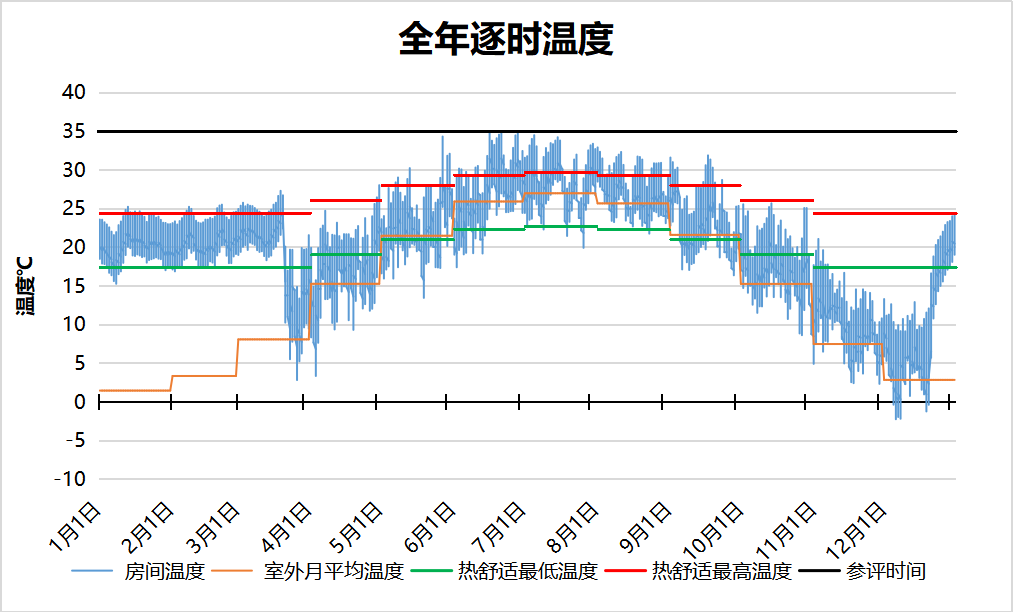 全年逐时温度
40
35
30
25
20
15
10
5
0
-5
-10
温度℃
1月1日
2月1日
3月1日
4月1日
5月1日
6月1日
7月1日
8月1日
9月1日
10月1日
11月1日
12月1日
房间温度 室外月平均温度 热舒适最低温度 热舒适最高温度 参评时间